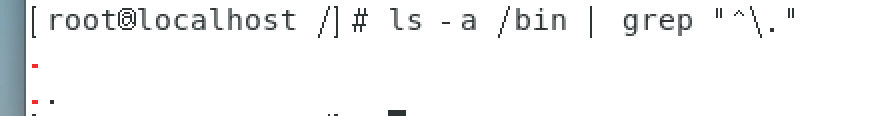 [root@localhost /]# ls -a /bin | grep "^\."
.
..